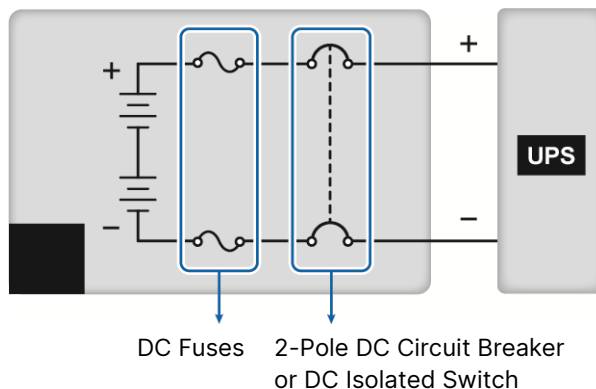 +
+
UPS
−
−
DC Fuses
2-Pole DC Circuit Breaker
or DC Isolated Switch